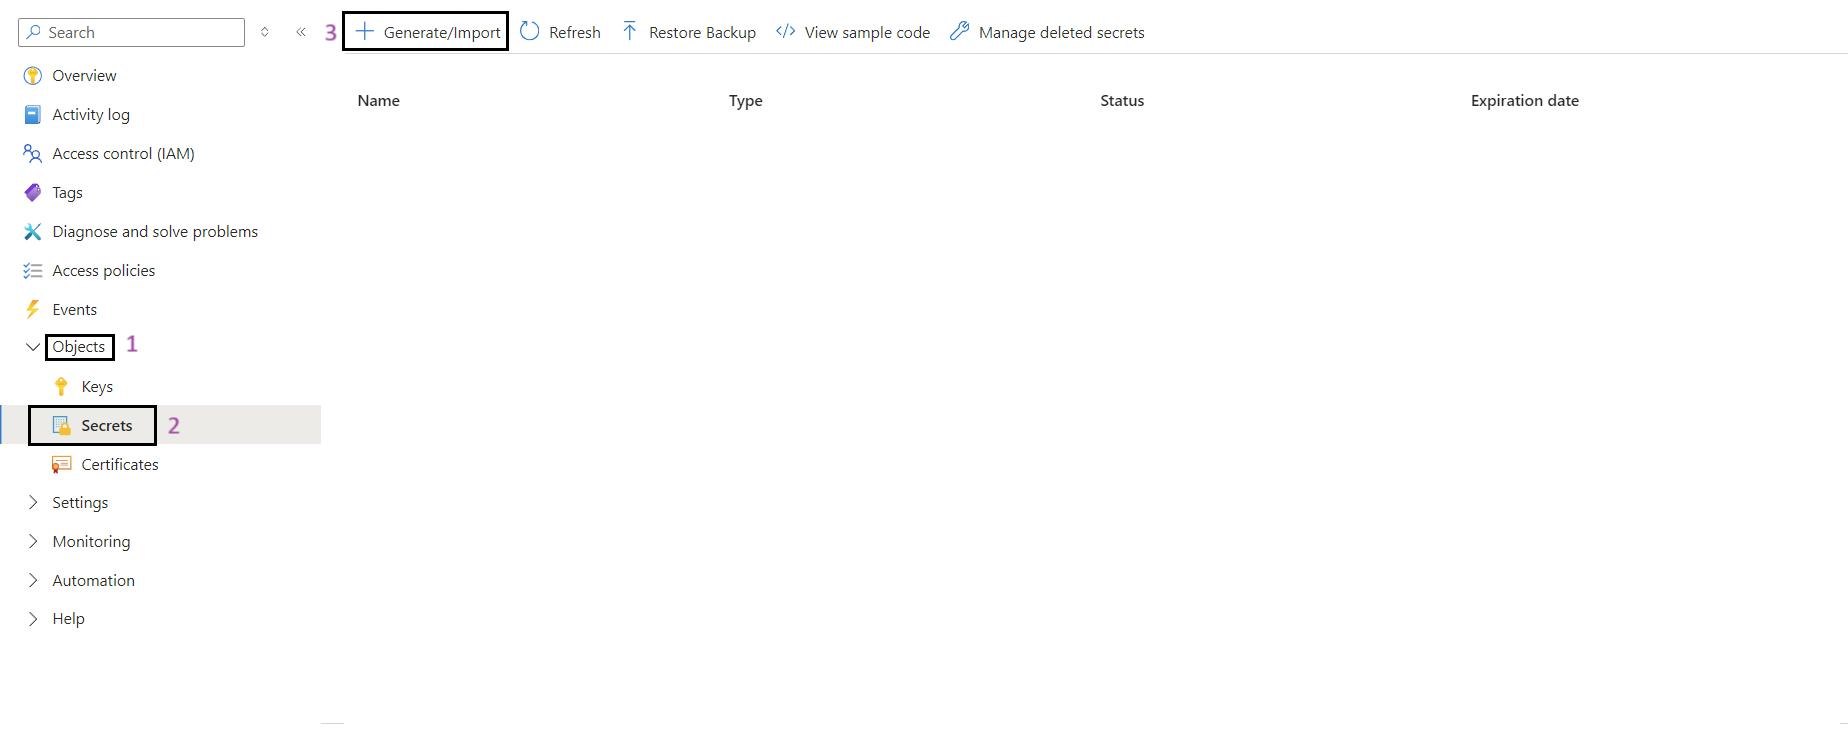 Search
3 Generate/Import Refresh Restore Backup View sample code Manage deleted secrets
Overview
Activity log
Access control (IAM)
Tags
Diagnose and solve problems
Access policies
Events
Objects 1
Keys
Secrets 2
Certificates
Settings
Monitoring
Automation
Help
Name Type Status Expiration date